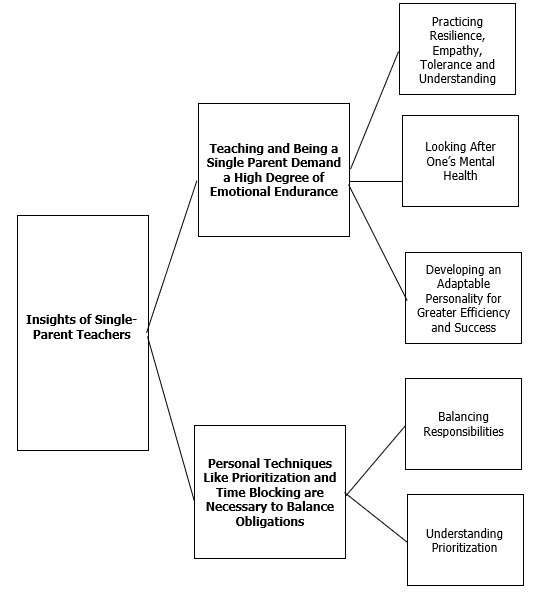 Insights of Single-
Parent Teachers
Teaching and Being a
Single Parent Demand
a High Degree of
Emotional Endurance
Practicing
Resilience,
Empathy,
Tolerance and
Understanding
Looking After
One's Mental
Health
Developing an
Adaptable
Personality for
Greater Efficiency
and Success
Personal Techniques
Like Prioritization and
Time Blocking are
Necessary to Balance
Obligations
Balancing
Responsibilities
Understanding
Prioritization